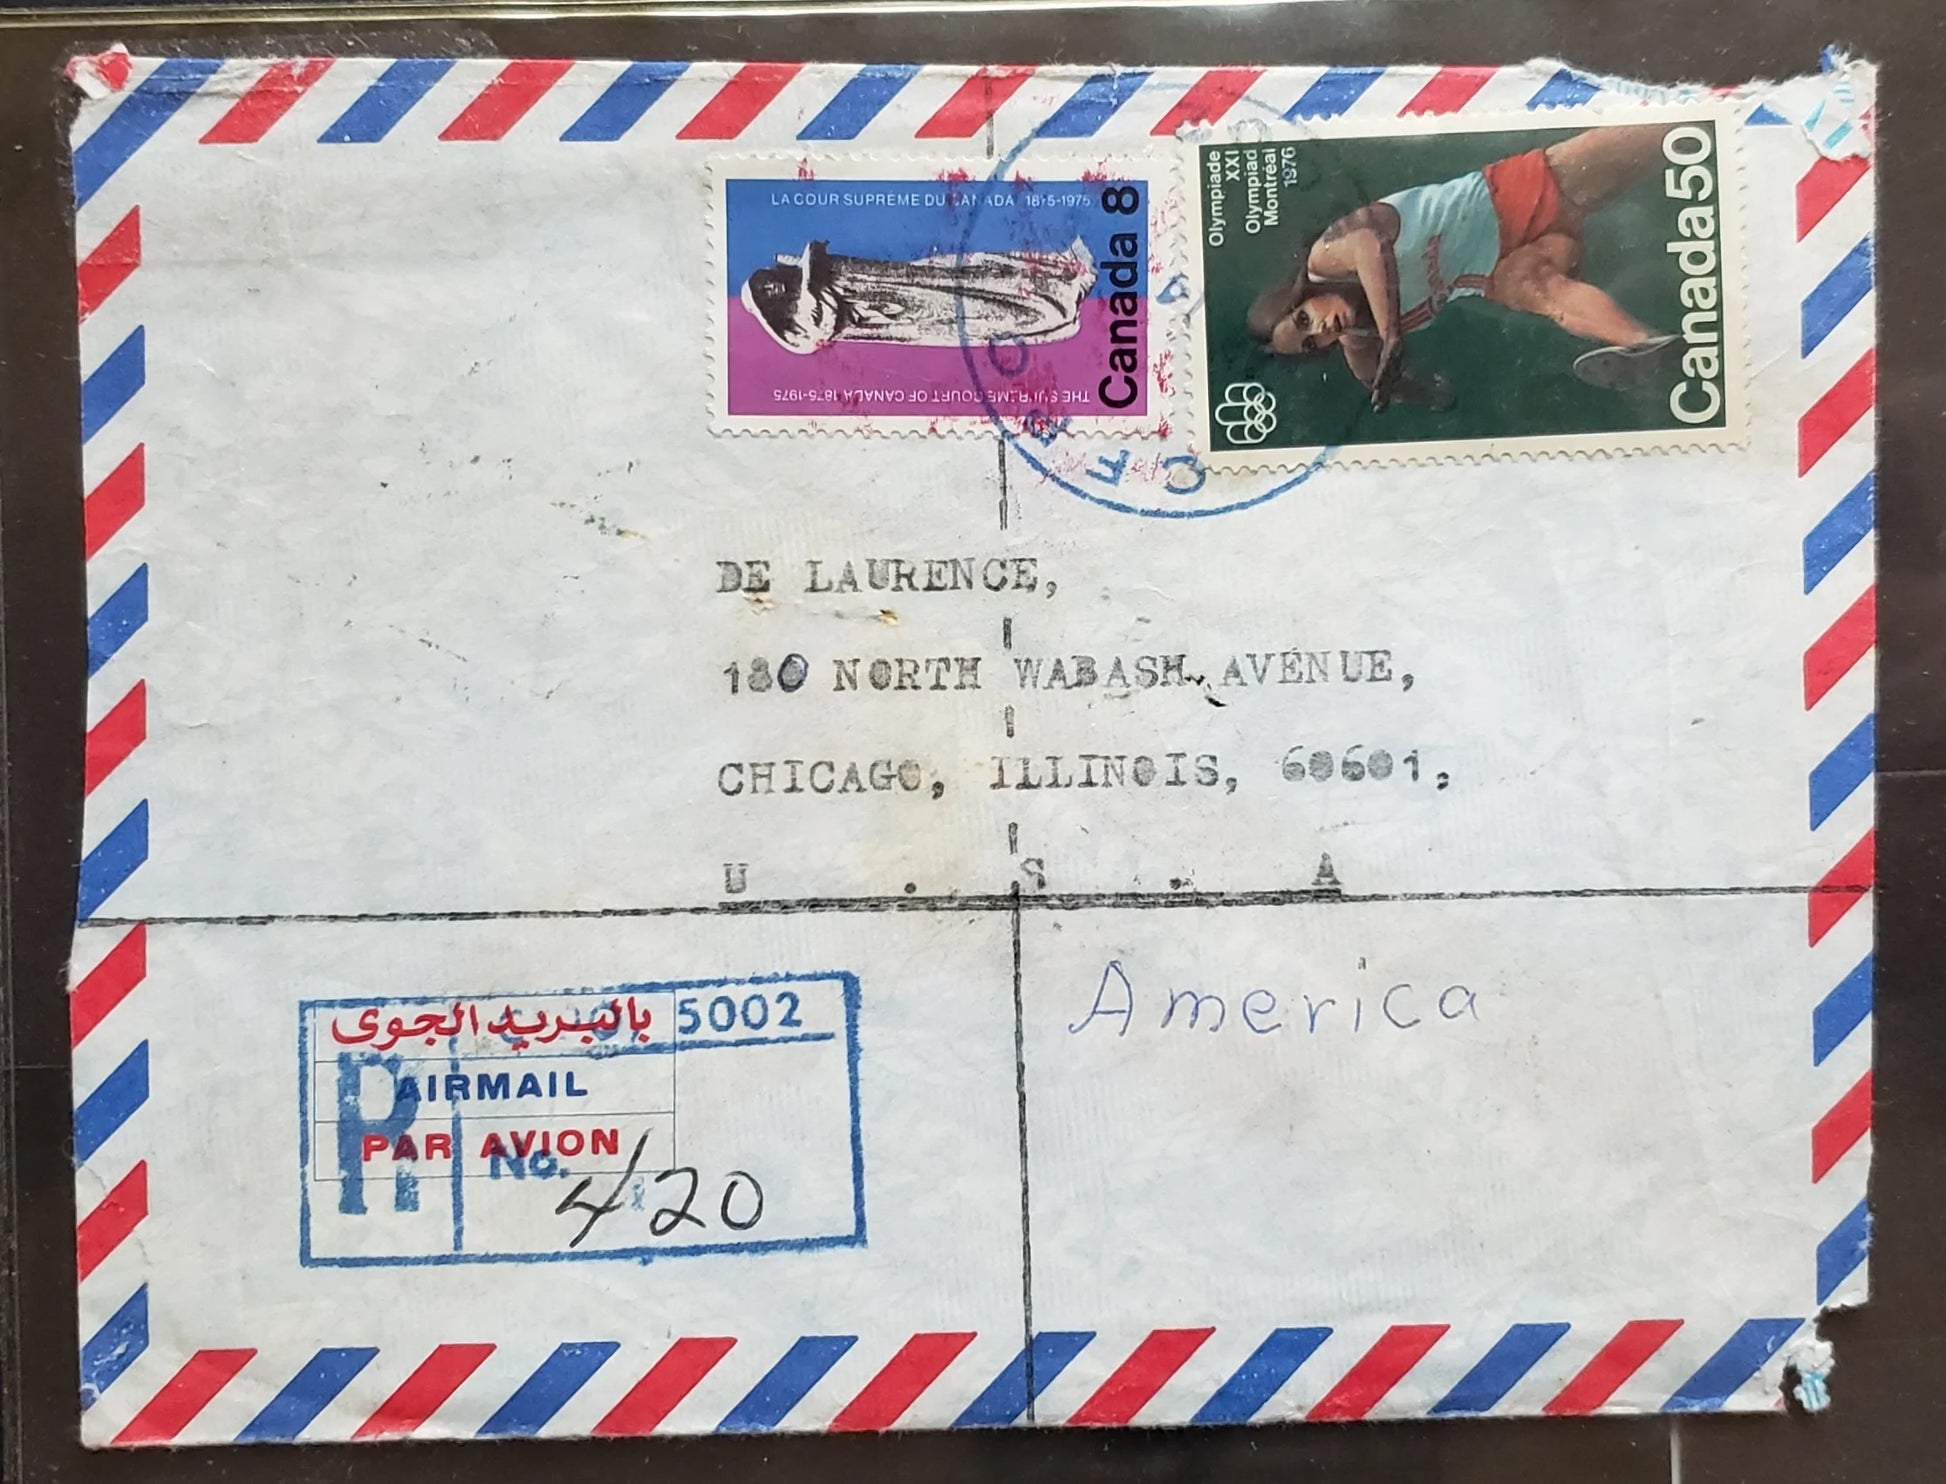 LA COUR SUPRÊME DU CANADA 1875-1975
THE SUPREME COURT OF CANADA 1875-1975
Canada 8
Olympiade
XXI
Olympiad
Montréal
1976
Canada 50
DE LAURENCE,
180 NORTH WABASH AVENUE,
CHICAGO, ILLINOIS, 60601,
U . S . A
America
5002
بالبريد الجوى
R
AIRMAIL
PAR AVION
No.
420